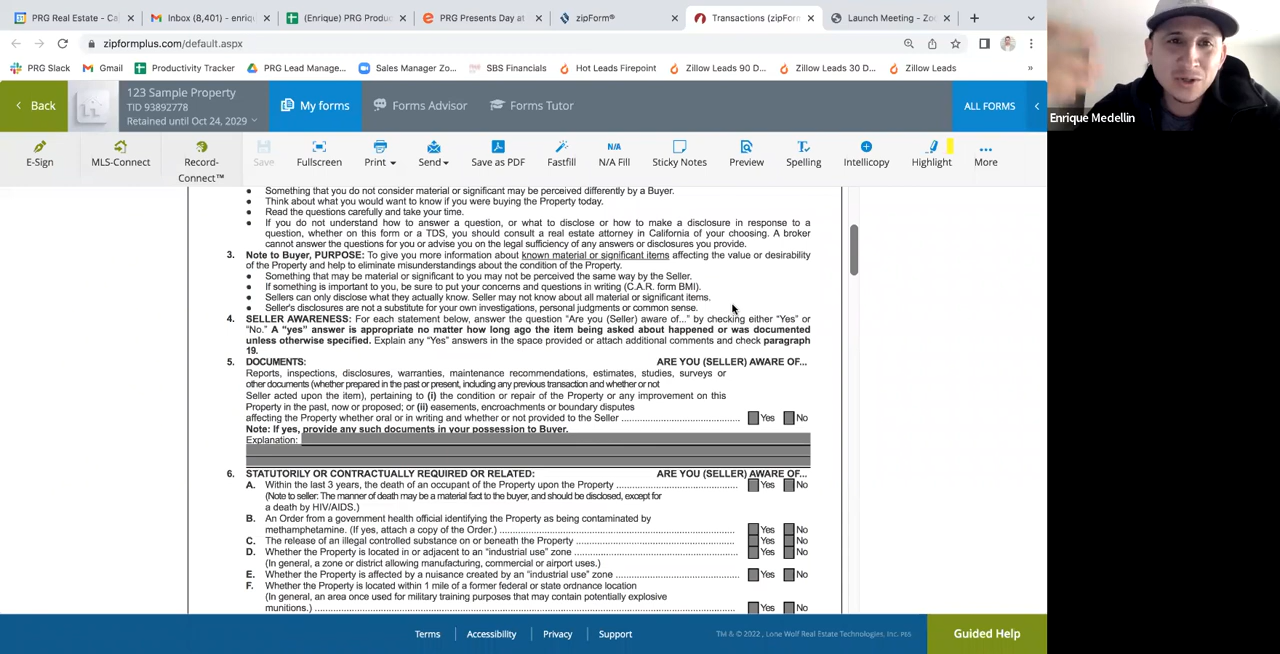 PRG Real Estate - Cal
Inbox (8,401) - enriq
(Enrique) PRG Produc
PRG Presents Day at
zipForm®
Transactions (zipForm
Launch Meeting - Zoo
zipformplus.com/default.aspx
PRG Slack
Gmail
Productivity Tracker
PRG Lead Manage...
Sales Manager Zo...
SBS Financials
Hot Leads Firepoint
Zillow Leads 90 D...
Zillow Leads 30 D...
Zillow Leads
»
Back
123 Sample Property
TID 93892778
Retained until Oct 24, 2029
My forms
Forms Advisor
Forms Tutor
ALL FORMS
Enrique Medellin
E-Sign
MLS-Connect
Record-
Connect™
Save
Fullscreen
Print
Send
Save as PDF
Fastfill
N/A
N/A Fill
Sticky Notes
Preview
Spelling
Intellicopy
Highlight
More
Something that you do not consider material or significant may be perceived differently by a Buyer.
Think about what you would want to know if you were buying the Property today.
Read the questions carefully and take your time.
If you do not understand how to answer a question, or what to disclose or how to make a disclosure in response to a
question, whether on this form or a TDS, you should consult a real estate attorney in California of your choosing. A broker
cannot answer the questions for you or advise you on the legal sufficiency of any answers or disclosures you provide.
3. Note to Buyer, PURPOSE: To give you more information about known material or significant items affecting the value or desirability
of the Property and help to eliminate misunderstandings about the condition of the Property.
Something that may be material or significant to you may not be perceived the same way by the Seller.
If something is important to you, be sure to put your concerns and questions in writing (C.A.R. form BMI).
Sellers can only disclose what they actually know. Seller may not know about all material or significant items.
Seller's disclosures are not a substitute for your own investigations, personal judgments or common sense.
4. SELLER AWARENESS: For each statement below, answer the question “Are you (Seller) aware of...” by checking either “Yes” or
“No.” A “yes” answer is appropriate no matter how long ago the item being asked about happened or was documented
unless otherwise specified. Explain any “Yes” answers in the space provided or attach additional comments and check paragraph
19.
5. DOCUMENTS: ARE YOU (SELLER) AWARE OF...
Reports, inspections, disclosures, warranties, maintenance recommendations, estimates, studies, surveys or
other documents (whether prepared in the past or present, including any previous transaction and whether or not
Seller acted upon the item), pertaining to (i) the condition or repair of the Property or any improvement on this
Property in the past, now or proposed; or (ii) easements, encroachments or boundary disputes
affecting the Property whether oral or in writing and whether or not provided to the Seller Yes No
Note: If yes, provide any such documents in your possession to Buyer.
Explanation:
6. STATUTORILY OR CONTRACTUALLY REQUIRED OR RELATED: ARE YOU (SELLER) AWARE OF...
A. Within the last 3 years, the death of an occupant of the Property upon the Property Yes No
(Note to seller: The manner of death may be a material fact to the buyer, and should be disclosed, except for
a death by HIV/AIDS.)
B. An Order from a government health official identifying the Property as being contaminated by
methamphetamine. (If yes, attach a copy of the Order.) Yes No
C. The release of an illegal controlled substance on or beneath the Property Yes No
D. Whether the Property is located in or adjacent to an “industrial use” zone Yes No
(In general, a zone or district allowing manufacturing, commercial or airport uses.)
E. Whether the Property is affected by a nuisance created by an “industrial use” zone Yes No
F. Whether the Property is located within 1 mile of a former federal or state ordnance location
(In general, an area once used for military training purposes that may contain potentially explosive
munitions.) Yes No
Terms
Accessibility
Privacy
Support
TM & © 2022 , Lone Wolf Real Estate Technologies, Inc.
Guided Help